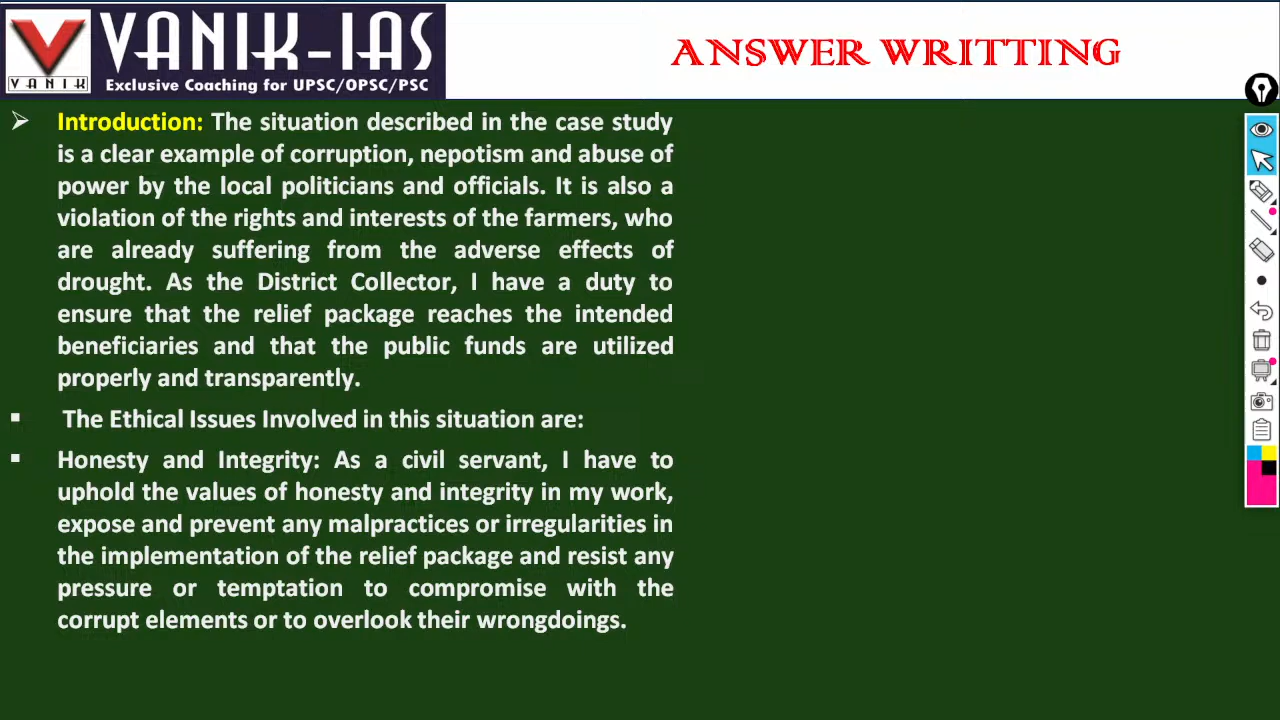 VANIK-IAS
VANIK
Exclusive Coaching for UPSC/OPSC/PSC
ANSWER WRITTING
Introduction: The situation described in the case study
is a clear example of corruption, nepotism and abuse of
power by the local politicians and officials. It is also a
violation of the rights and interests of the farmers, who
are already suffering from the adverse effects of
drought. As the District Collector, I have a duty to
ensure that the relief package reaches the intended
beneficiaries and that the public funds are utilized
properly and transparently.
The Ethical Issues Involved in this situation are:
Honesty and Integrity: As a civil servant, I have to
uphold the values of honesty and integrity in my work,
expose and prevent any malpractices or irregularities in
the implementation of the relief package and resist any
pressure or temptation to compromise with the
corrupt elements or to overlook their wrongdoings.